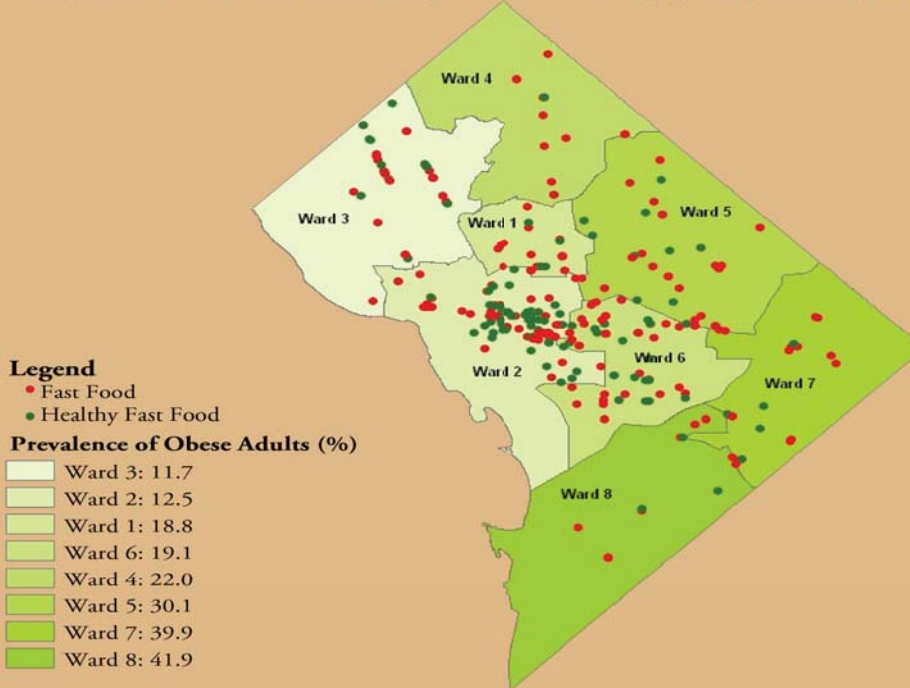 Ward 4
Ward 5
Ward 3
Ward 1
Ward 6
Ward 2
Ward 7
Ward 8
Legend
Fast Food
Healthy Fast Food
Prevalence of Obese Adults (%)
Ward 3: 11.7
Ward 2: 12.5
Ward 1: 18.8
Ward 6: 19.1
Ward 4: 22.0
Ward 5: 30.1
Ward 7: 39.9
Ward 8: 41.9